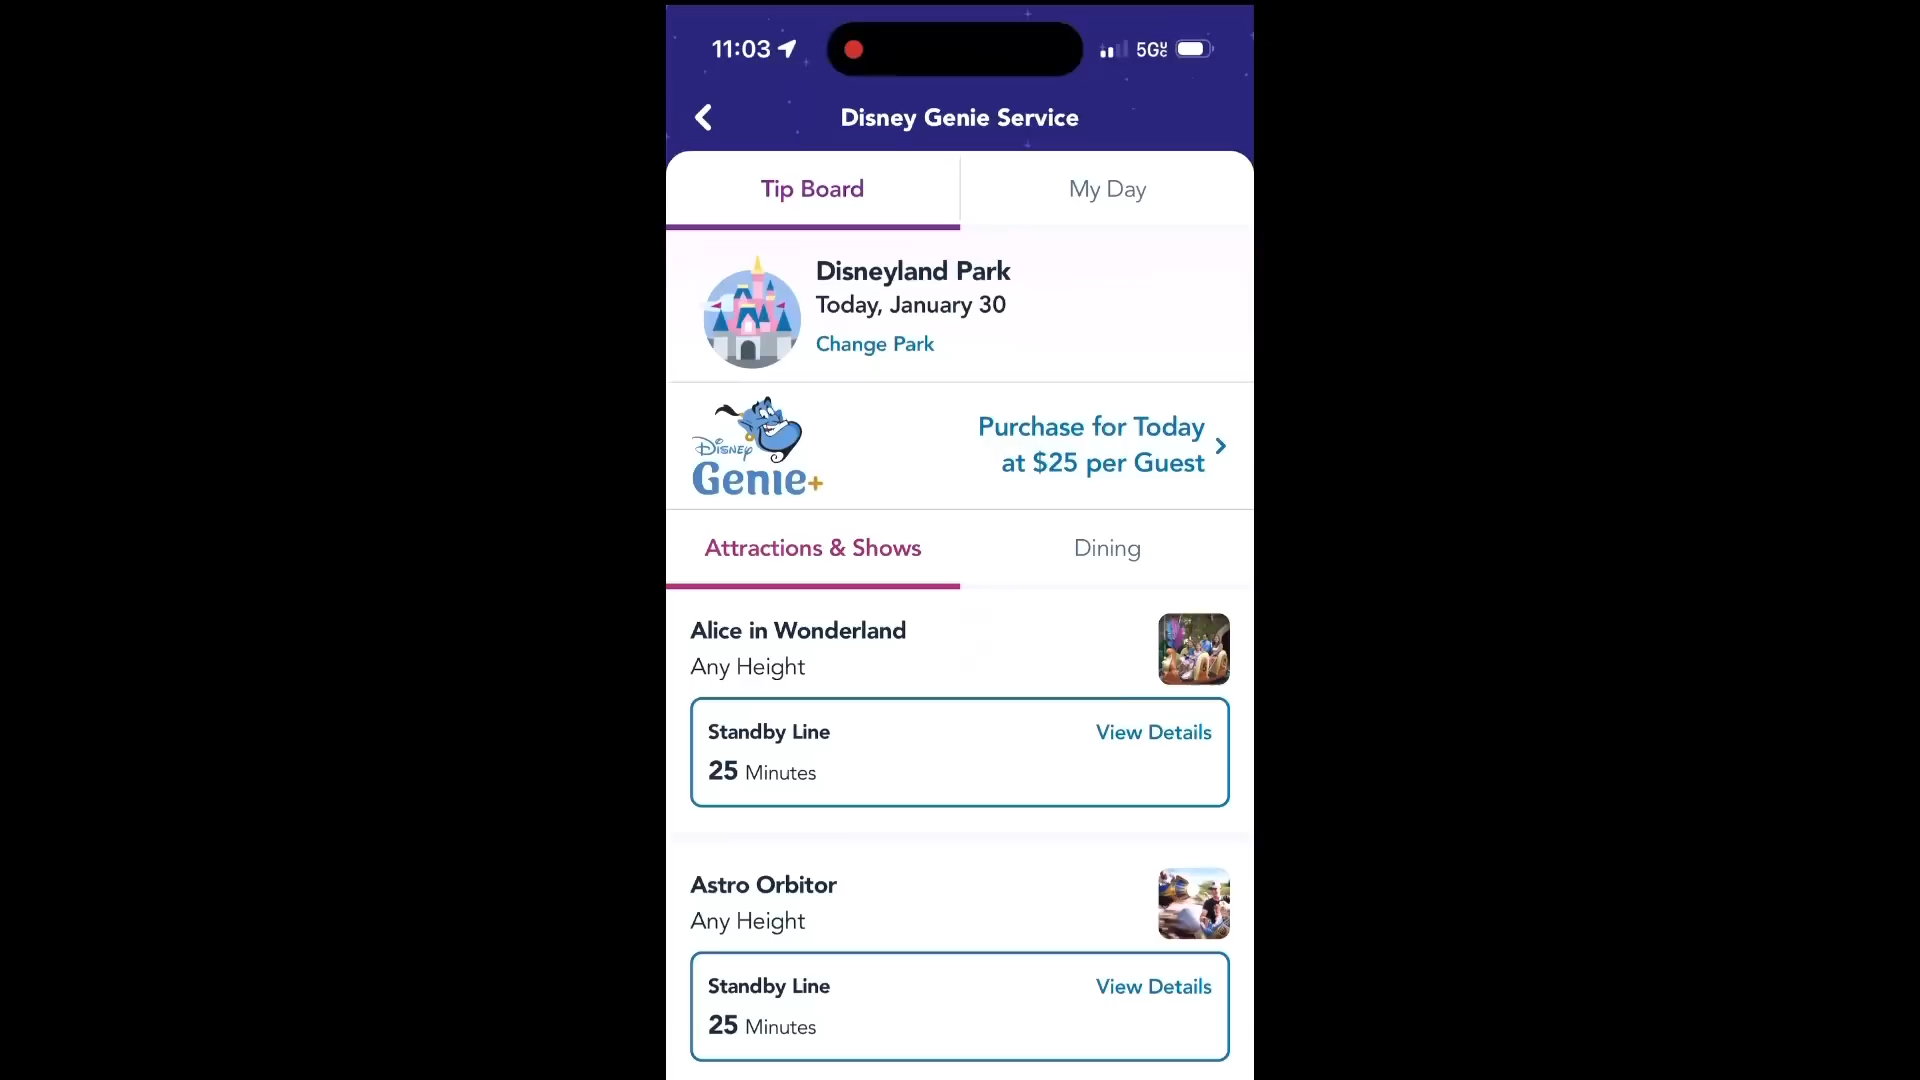 11:03
5GUC
Disney Genie Service
Tip Board
My Day
Disneyland Park
Today, January 30
Change Park
Disney
Genie+
Purchase for Today
at $25 per Guest
Attractions & Shows
Dining
Alice in Wonderland
Any Height
Standby Line
View Details
25 Minutes
Astro Orbitor
Any Height
Standby Line
View Details
25 Minutes